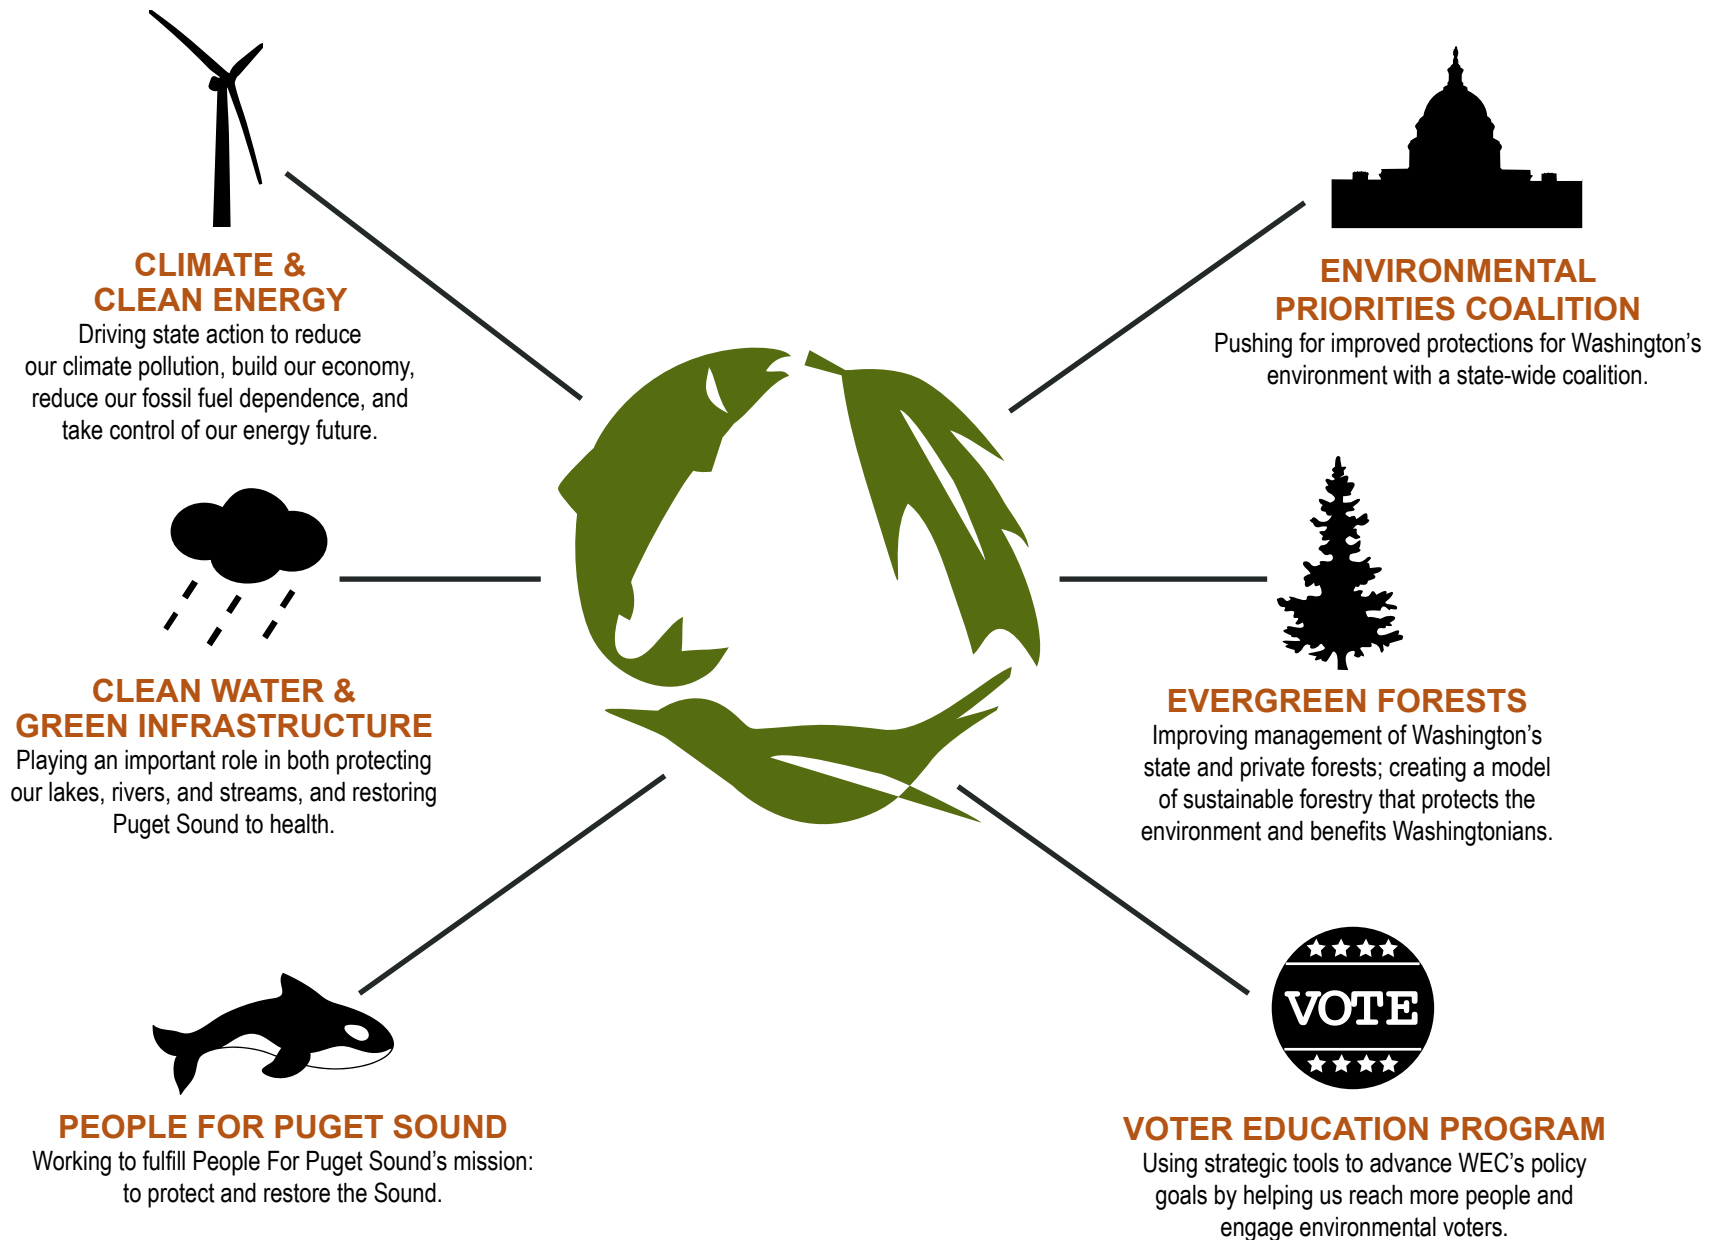 CLIMATE &
CLEAN ENERGY
Driving state action to reduce
our climate pollution, build our economy,
reduce our fossil fuel dependence, and
take control of our energy future.
CLEAN WATER &
GREEN INFRASTRUCTURE
Playing an important role in both protecting
our lakes, rivers, and streams, and restoring
Puget Sound to health.
PEOPLE FOR PUGET SOUND
Working to fulfill People For Puget Sound’s mission:
to protect and restore the Sound.
ENVIRONMENTAL
PRIORITIES COALITION
Pushing for improved protections for Washington’s
environment with a state-wide coalition.
EVERGREEN FORESTS
Improving management of Washington’s
state and private forests; creating a model
of sustainable forestry that protects the
environment and benefits Washingtonians.
VOTE
VOTER EDUCATION PROGRAM
Using strategic tools to advance WEC’s policy
goals by helping us reach more people and
engage environmental voters.